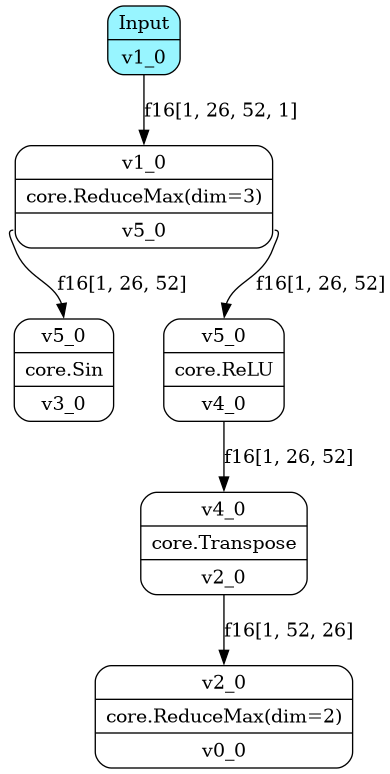 Input
v1_0
f16[1, 26, 52, 1]
v1_0
core.ReduceMax(dim=3)
v5_0
f16[1, 26, 52]
f16[1, 26, 52]
v5_0
core.Sin
v3_0
v5_0
core.ReLU
v4_0
f16[1, 26, 52]
v4_0
core.Transpose
v2_0
f16[1, 52, 26]
v2_0
core.ReduceMax(dim=2)
v0_0